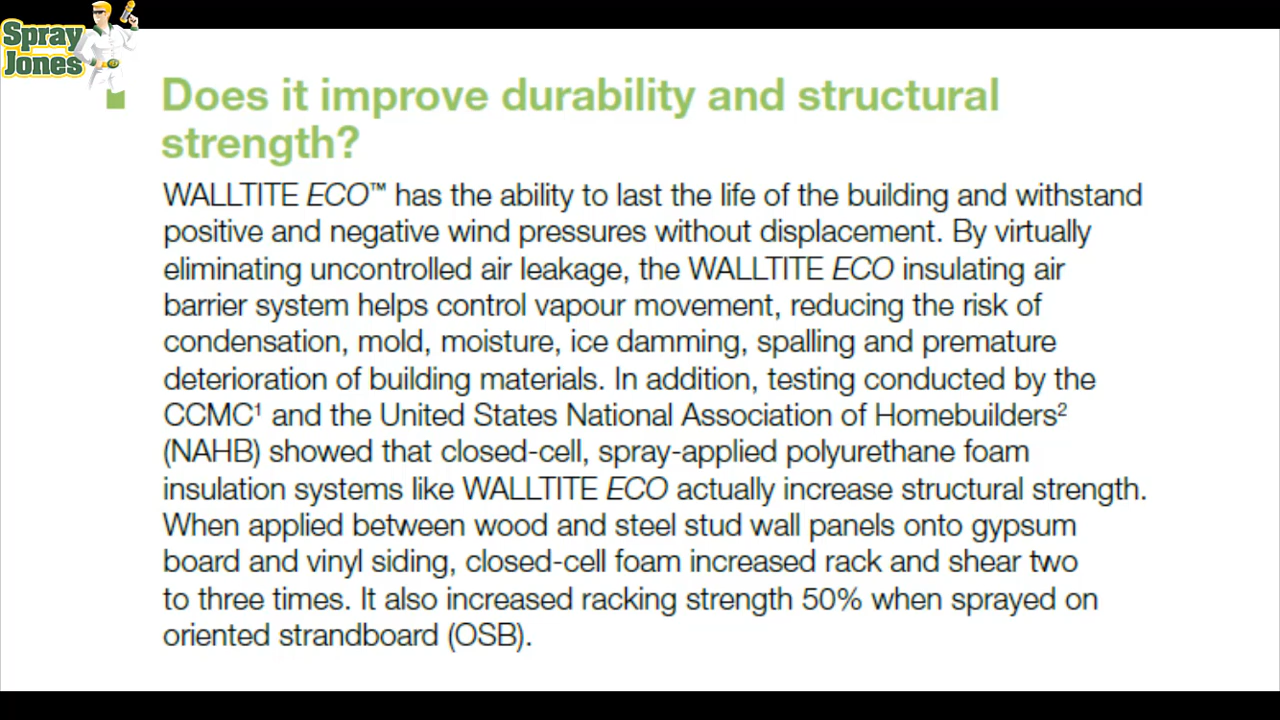 Spray
Jones
Does it improve durability and structural
strength?
WALLTITE ECO™ has the ability to last the life of the building and withstand
positive and negative wind pressures without displacement. By virtually
eliminating uncontrolled air leakage, the WALLTITE ECO insulating air
barrier system helps control vapour movement, reducing the risk of
condensation, mold, moisture, ice damming, spalling and premature
deterioration of building materials. In addition, testing conducted by the
CCMC¹ and the United States National Association of Homebuilders²
(NAHB) showed that closed-cell, spray-applied polyurethane foam
insulation systems like WALLTITE ECO actually increase structural strength.
When applied between wood and steel stud wall panels onto gypsum
board and vinyl siding, closed-cell foam increased rack and shear two
to three times. It also increased racking strength 50% when sprayed on
oriented strandboard (OSB).